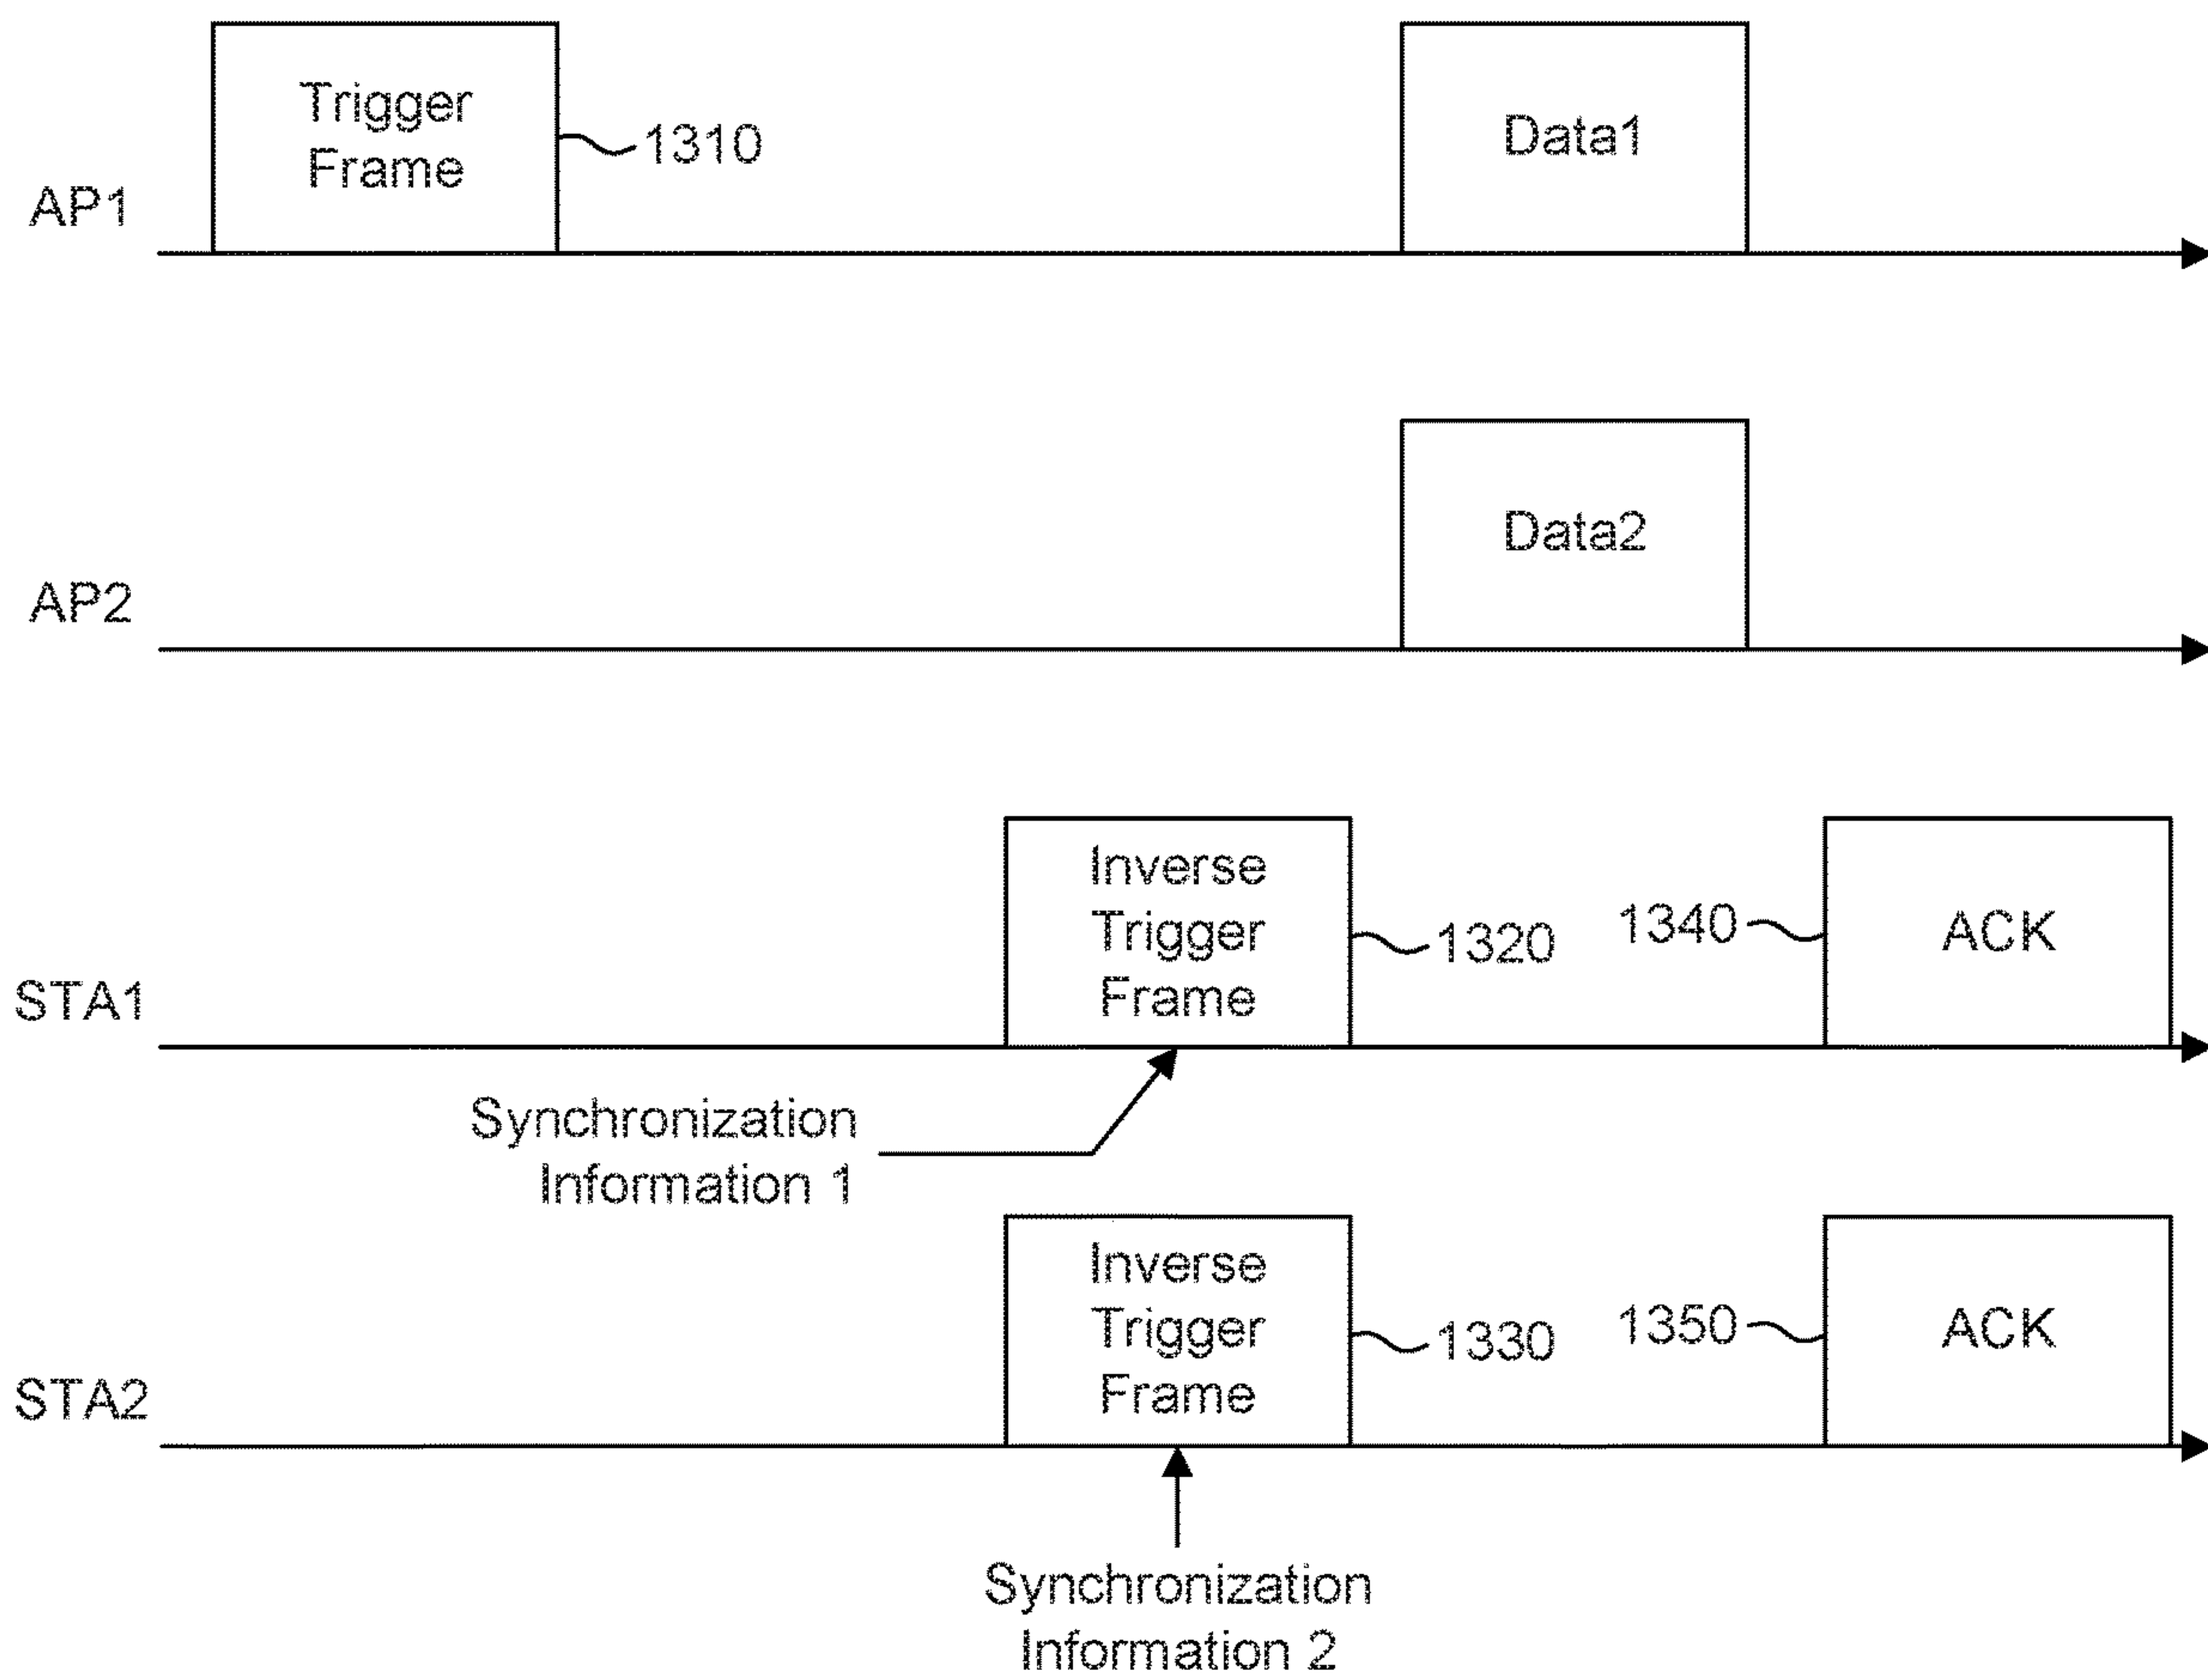 Trigger
Frame
1310
Data1
AP1
Data2
AP2
Inverse
Trigger
Frame
1320
1340
ACK
STA1
Synchronization
Information 1
Inverse
Trigger
Frame
1330
1350
ACK
STA2
Synchronization
Information 2